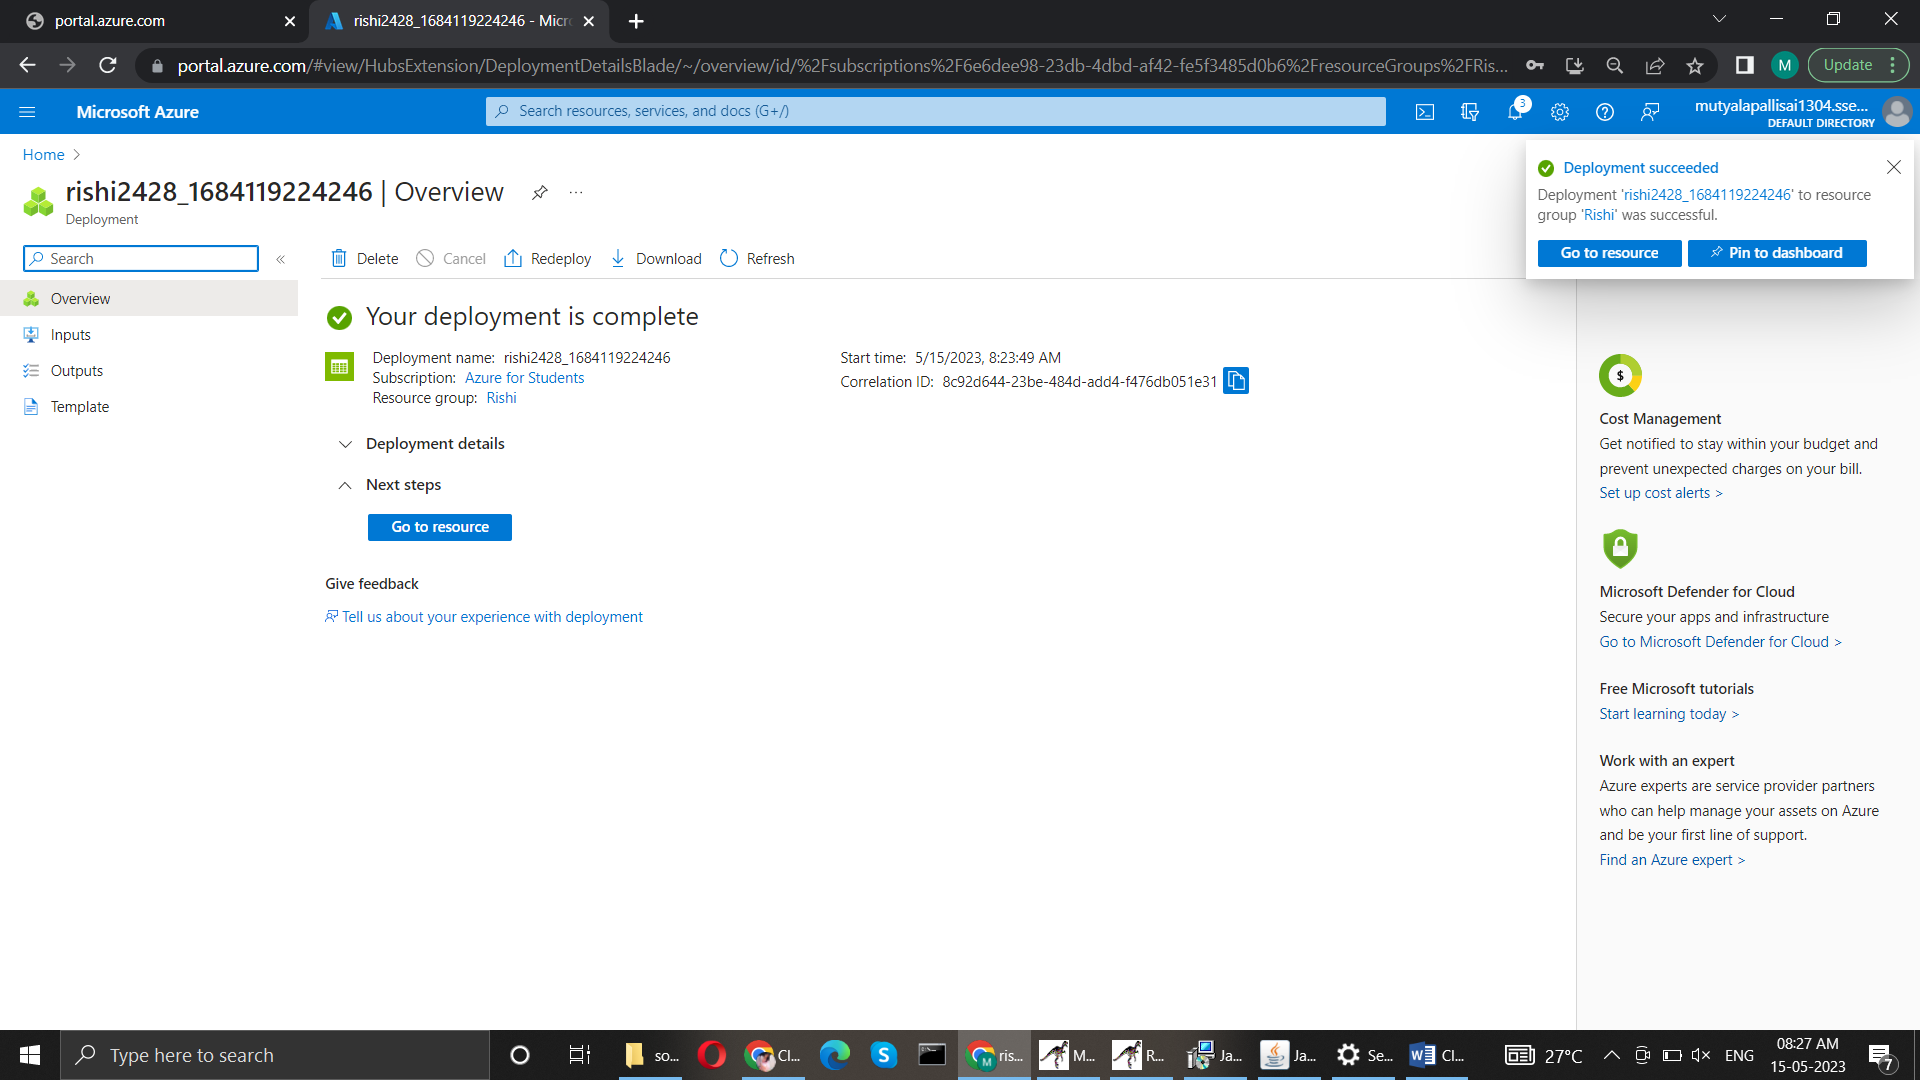 portal.azure.com
rishi2428_1684119224246 - Micr
portal.azure.com/#view/HubsExtension/DeploymentDetailsBlade/~/overview/id/%2Fsubscriptions%2F6e6dee98-23db-4dbd-af42-fe5f3485d0b6%2FresourceGroups%2FRis...
M
Update
Microsoft Azure
Search resources, services, and docs (G+/)
3
mutyalapallisai1304.sse...
DEFAULT DIRECTORY
Home
rishi2428_1684119224246 | Overview
Deployment
Search
Overview
Inputs
Outputs
Template
Delete
Cancel
Redeploy
Download
Refresh
Your deployment is complete
Deployment name: rishi2428_1684119224246
Subscription: Azure for Students
Resource group: Rishi
Start time: 5/15/2023, 8:23:49 AM
Correlation ID: 8c92d644-23be-484d-add4-f476db051e31
Deployment details
Next steps
Go to resource
Give feedback
Tell us about your experience with deployment
Deployment succeeded
Deployment 'rishi2428_1684119224246' to resource
group 'Rishi' was successful.
Go to resource
Pin to dashboard
$
Cost Management
Get notified to stay within your budget and
prevent unexpected charges on your bill.
Set up cost alerts >
Microsoft Defender for Cloud
Secure your apps and infrastructure
Go to Microsoft Defender for Cloud >
Free Microsoft tutorials
Start learning today >
Work with an expert
Azure experts are service provider partners
who can help manage your assets on Azure
and be your first line of support.
Find an Azure expert >
Type here to search
so...
Cl...
ris...
M...
R...
Ja...
Ja...
Se...
Cl...
27°C
ENG
08:27 AM
15-05-2023
7